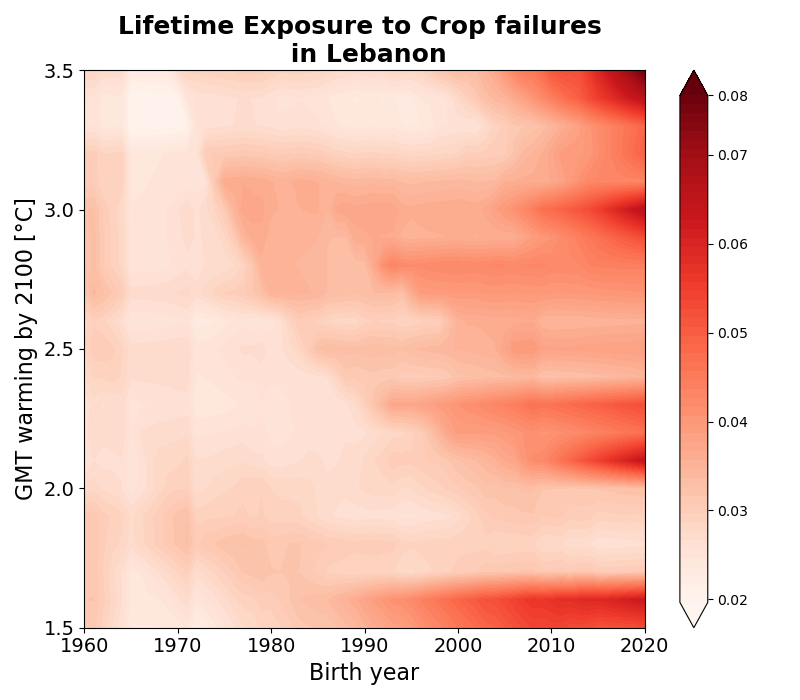 Lifetime Exposure to Crop failures
in Lebanon
GMT warming by 2100 [°C]
3.5
3.0
2.5
2.0
1.5
1960 1970 1980 1990 2000 2010 2020
Birth year
0.08
0.07
0.06
0.05
0.04
0.03
0.02